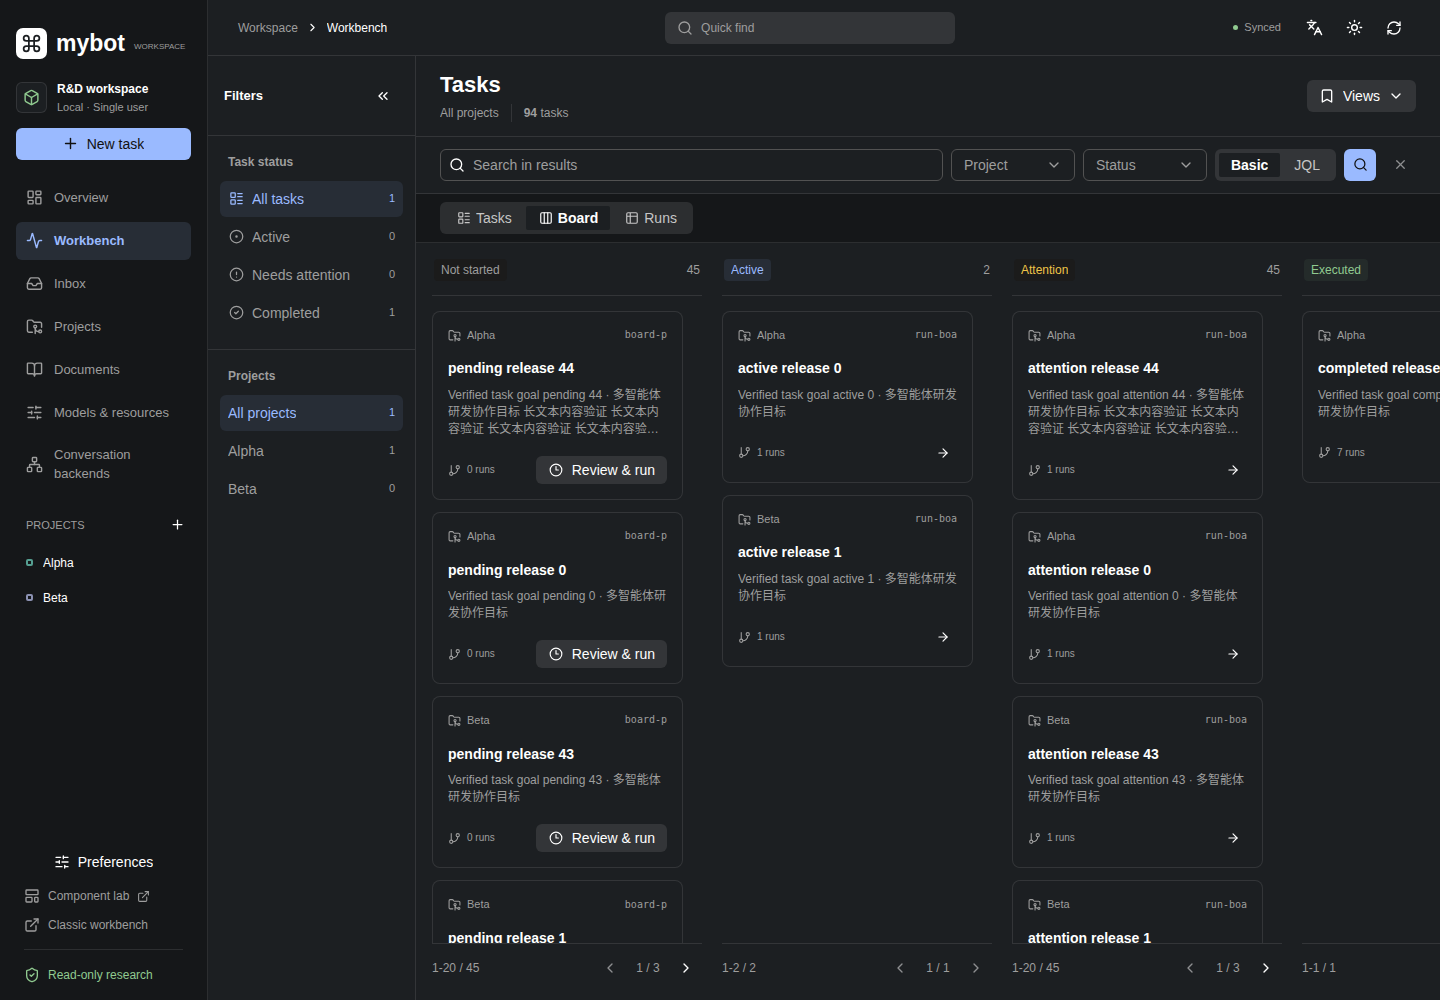 mybot WORKSPACE
R&D workspace
Local · Single user
New task
Overview
Workbench
Inbox
Projects
Documents
Models & resources
Conversation
backends
PROJECTS
Alpha
Beta
Preferences
Component lab
Classic workbench
Read-only research
Workspace
Workbench
Quick find
Synced
Filters
Task status
All tasks 1
Active 0
Needs attention 0
Completed 1
Projects
All projects 1
Alpha 1
Beta 0
Tasks
All projects
94 tasks
Views
Search in results
Project
Status
Basic
JQL
Tasks
Board
Runs
Not started 45
Alpha board-p
pending release 44
Verified task goal pending 44 · 多智能体
研发协作目标 长文本内容验证 长文本内
容验证 长文本内容验证 长文本内容验…
0 runs
Review & run
Alpha board-p
pending release 0
Verified task goal pending 0 · 多智能体研
发协作目标
0 runs
Review & run
Beta board-p
pending release 43
Verified task goal pending 43 · 多智能体
研发协作目标
0 runs
Review & run
Beta board-p
pending release 1
1-20 / 45
1 / 3
Active 2
Alpha run-boa
active release 0
Verified task goal active 0 · 多智能体研发
协作目标
1 runs
Beta run-boa
active release 1
Verified task goal active 1 · 多智能体研发
协作目标
1 runs
1-2 / 2
1 / 1
Attention 45
Alpha run-boa
attention release 44
Verified task goal attention 44 · 多智能体
研发协作目标 长文本内容验证 长文本内
容验证 长文本内容验证 长文本内容验…
1 runs
Alpha run-boa
attention release 0
Verified task goal attention 0 · 多智能体
研发协作目标
1 runs
Beta run-boa
attention release 43
Verified task goal attention 43 · 多智能体
研发协作目标
1 runs
Beta run-boa
attention release 1
1-20 / 45
1 / 3
Executed
Alpha
completed release
Verified task goal comp
研发协作目标
7 runs
1-1 / 1